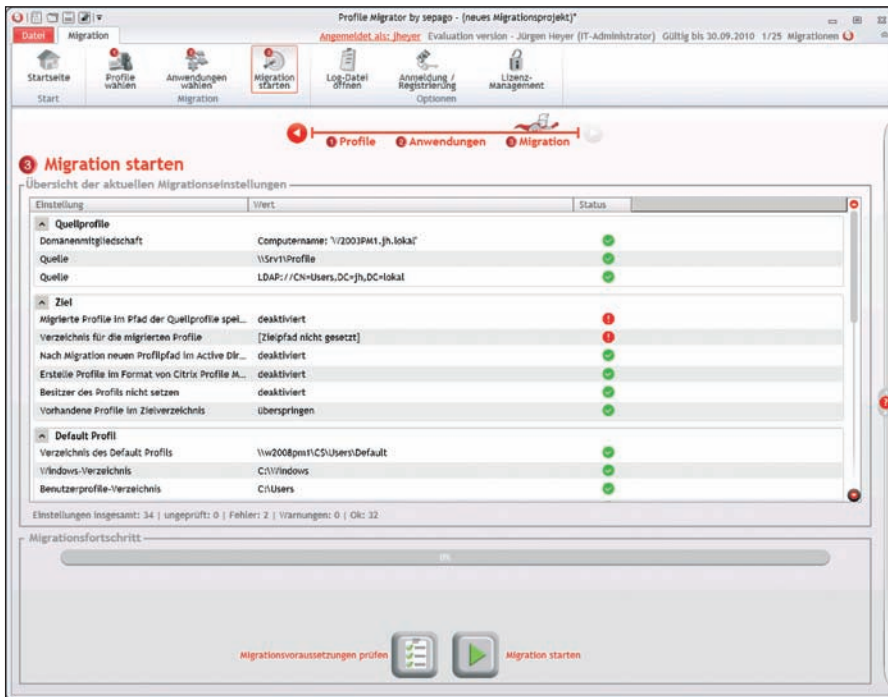 Profile Migrator by sepago - (neues Migrationsprojekt)*
Datei Migration
Angemeldet als: jheyer Evaluation version - Jürgen Heyer (IT-Administrator) Gültig bis 30.09.2010 1/25 Migrationen
Startseite Profile wählen Anwendungen wählen Migration starten Log-Datei öffnen Anmeldung / Registrierung Lizenz-Management
Start Migration Optionen
1 Profile 2 Anwendungen 3 Migration
3 Migration starten
Übersicht der aktuellen Migrationseinstellungen
Einstellung Wert Status
Quellprofile
Domänenmitgliedschaft Computername: 'W2003PM1.jh.lokal'
Quelle \\Srv1\Profile
Quelle LDAP://CN=Users,DC=jh,DC=lokal
Ziel
Migrierte Profile im Pfad der Quellprofile spei... deaktiviert
Verzeichnis für die migrierten Profile [Zielpfad nicht gesetzt]
Nach Migration neuen Profilpfad im Active Dir... deaktiviert
Erstelle Profile im Format von Citrix Profile M... deaktiviert
Besitzer des Profils nicht setzen deaktiviert
Vorhandene Profile im Zielverzeichnis überspringen
Default Profil
Verzeichnis des Default Profils \\w2008pm1\C$\Users\Default
Windows-Verzeichnis C:\Windows
Benutzerprofile-Verzeichnis C:\Users
Einstellungen insgesamt: 34 | ungeprüft: 0 | Fehler: 2 | Warnungen: 0 | Ok: 32
Migrationsfortschritt
Migrationsvoraussetzungen prüfen Migration starten